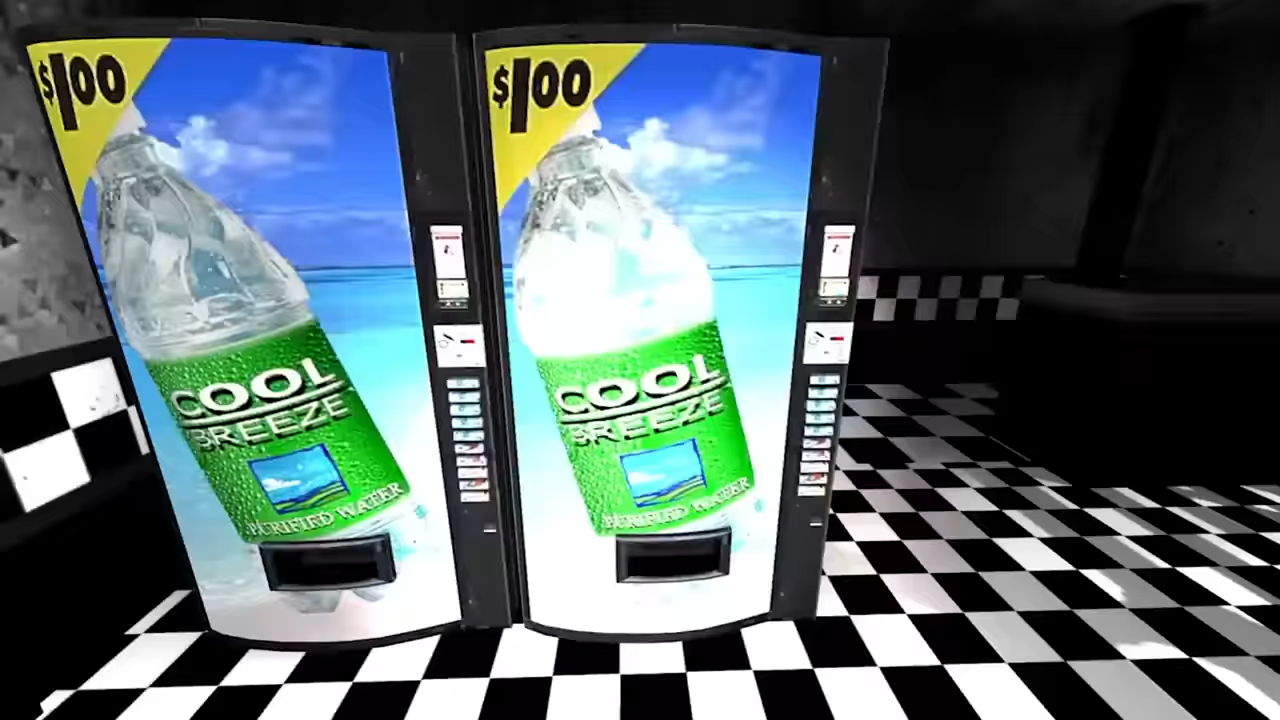 $1.00
COOL
BREEZE
PURIFIED WATER
$1.00
COOL
BREEZE
PURIFIED WATER